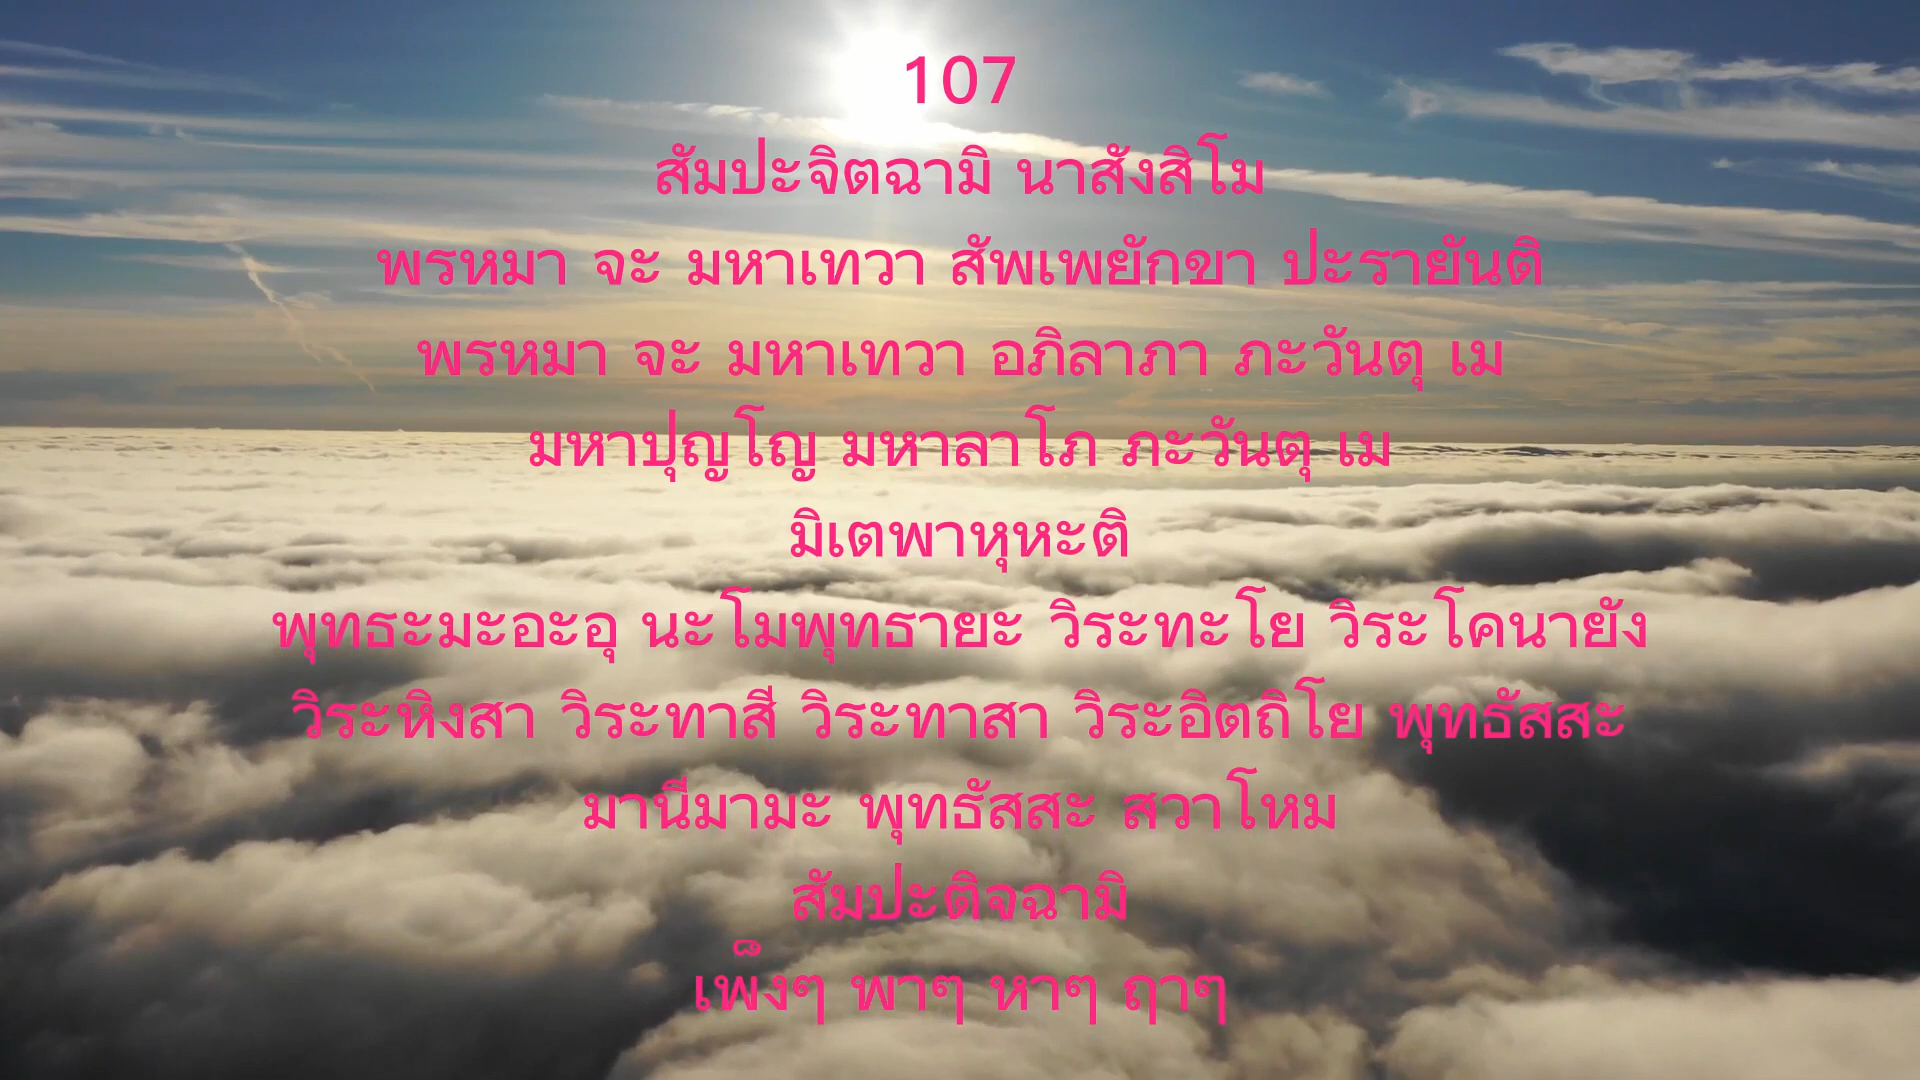 107
สัมปะจิตฉามิ นาสังสิโม
พรหมา จะ มหาเทวา สัพเพยักขา ปะรายันติ
พรหมา จะ มหาเทวา อภิลาภา ภะวันตุ เม
มหาปุญโญ มหาลาโภ ภะวันตุ เม
มิเตพาหุหะติ
พุทธะมะอะอุ นะโมพุทธายะ วิระทะโย วิระโคนายัง
วิระหิงสา วิระทาสี วิระทาสา วิระอิตถิโย พุทธัสสะ
มานีมามะ พุทธัสสะ สวาโหม
สัมปะติจฉามิ
เพ็งๆ พาๆ หาๆ ฤาๆ